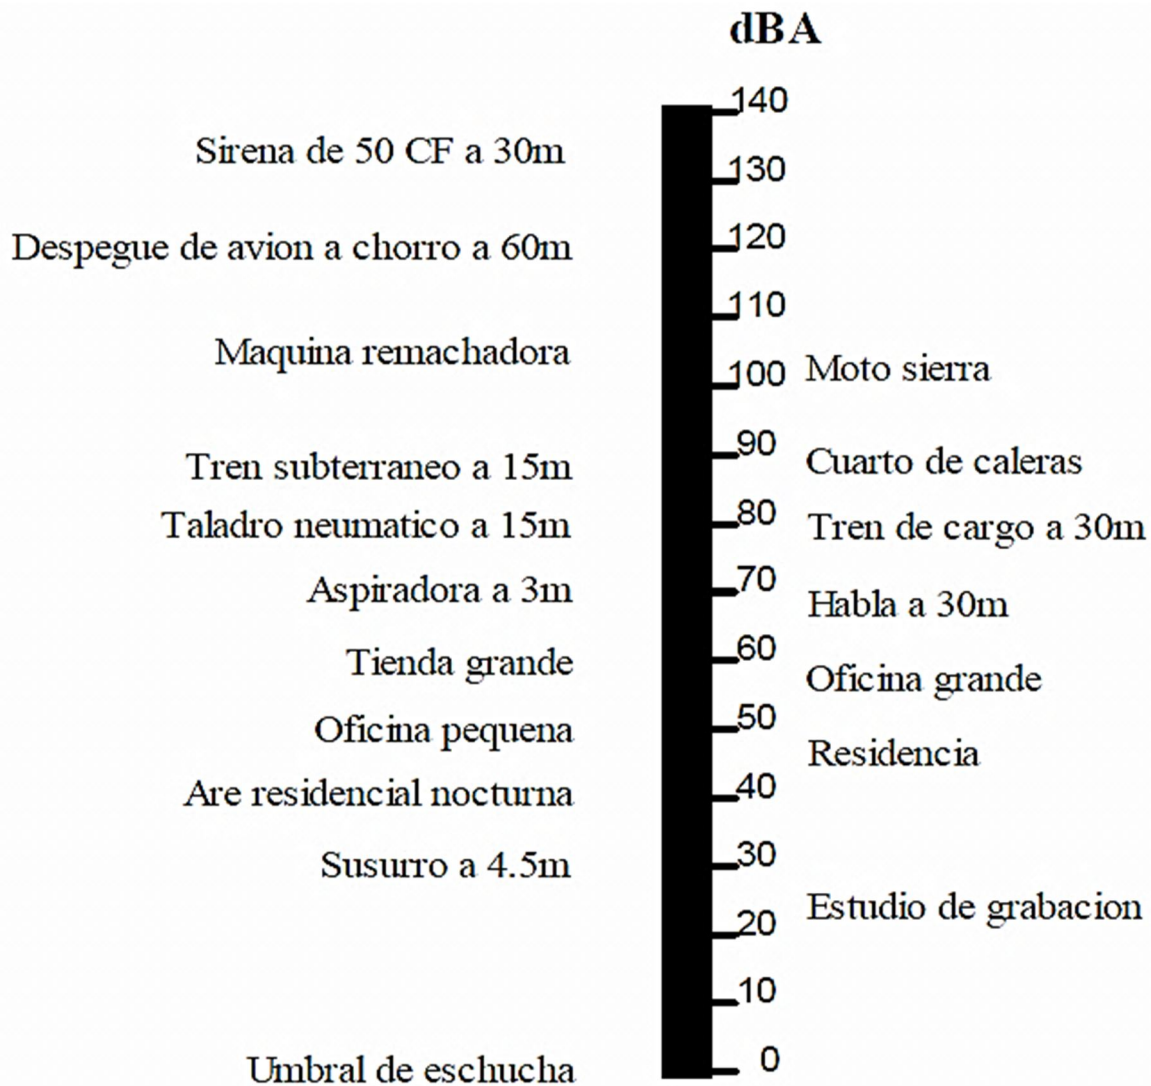 dBA
140
Sirena de 50 CF a 30m
130
120
Despegue de avion a chorro a 60m
110
Maquina remachadora
100 Moto sierra
90
Cuarto de caleras
Tren subterraneo a 15m
80
Taladro neumatico a 15m
Tren de cargo a 30m
70
Aspiradora a 3m
Habla a 30m
60
Tienda grande
Oficina grande
50
Oficina pequena
Residencia
40
Are residencial nocturna
30
Susurro a 4.5m
Estudio de grabacion
20
10
0
Umbral de eschucha